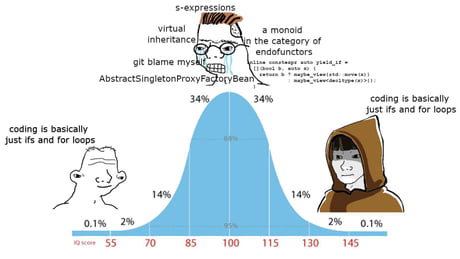 s-expressions
virtual
inheritance
a monoid
in the category of
endofunctors
git blame myself
inline constexpr auto yield_if =
[](bool b, auto x) {
return b ? maybe_view{std::move(x)}
: maybe_view<decltype(x)>{};
AbstractSingletonProxyFactoryBean
}
34%
34%
coding is basically
just ifs and for loops
coding is basically
just ifs and for loops
68%
14%
14%
0.1%
2%
95%
2%
0.1%
IQ score
55
70
85
100
115
130
145